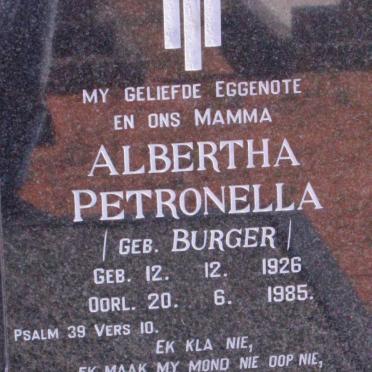 MY GELIEFDE EGGENOTE
EN ONS MAMMA
ALBERTHA
PETRONELLA
/ GEB. BURGER /
GEB. 12. 12. 1926
OORL. 20. 6. 1985.
PSALM 39 VERS 10.
EK KLA NIE,
EK MAAK MY MOND NIE OOP NIE,